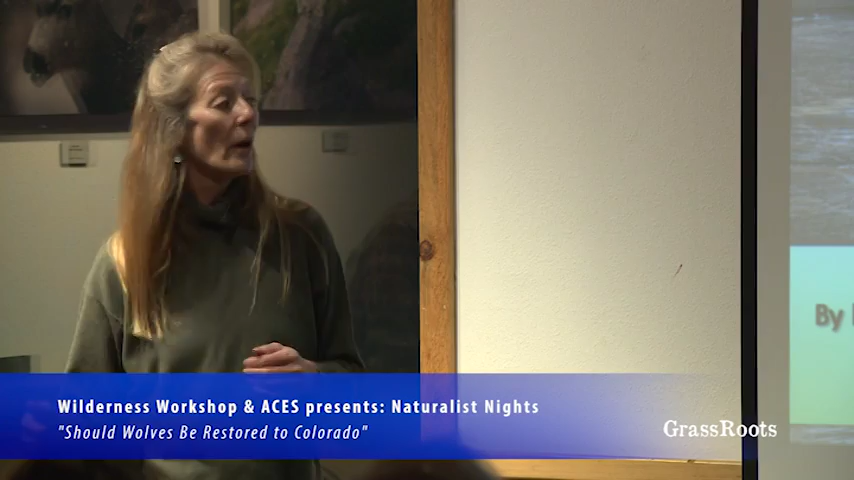 By
Wilderness Workshop & ACES presents: Naturalist Nights
"Should Wolves Be Restored to Colorado"
GrassRoots